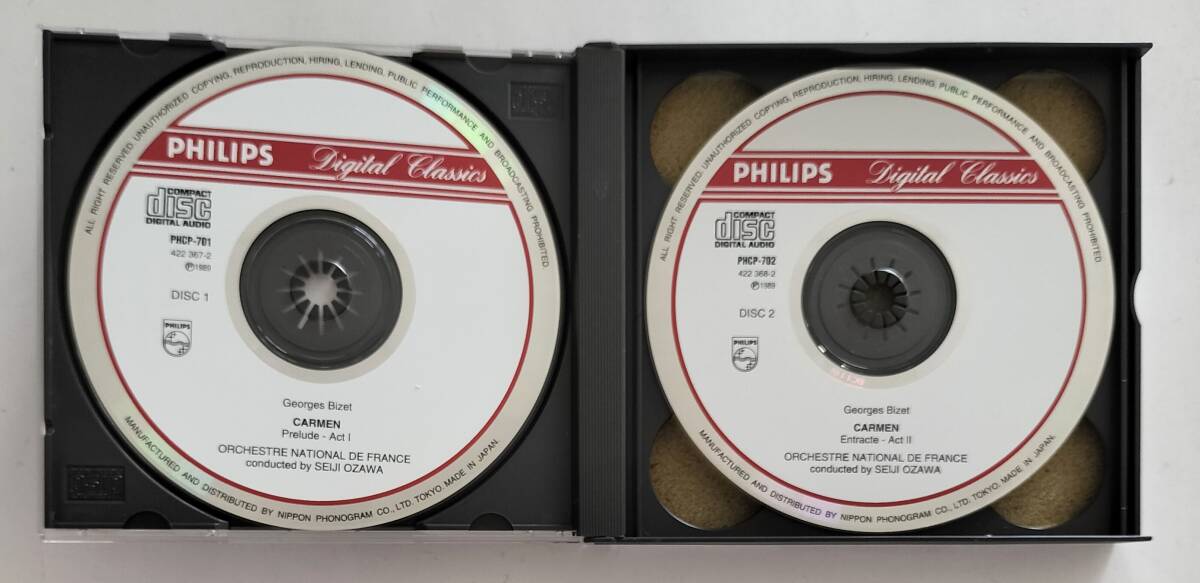 ALL RIGHT RESERVED. UNAUTHORIZED COPYING, REPRODUCTION, HIRING, LENDING, PUBLIC PERFORMANCE AND BROADCASTING PROHIBITED.
PHILIPS Digital Classics
COMPACT
disc
DIGITAL AUDIO
PHCP-701
422 367-2
Ⓟ1989
DISC 1
PHILIPS
Georges Bizet
CARMEN
Prelude - Act I
ORCHESTRE NATIONAL DE FRANCE
conducted by SEIJI OZAWA
MANUFACTURED AND DISTRIBUTED BY NIPPON PHONOGRAM CO., LTD. TOKYO. MADE IN JAPAN.
ALL RIGHT RESERVED. UNAUTHORIZED COPYING, REPRODUCTION, HIRING, LENDING, PUBLIC PERFORMANCE AND BROADCASTING PROHIBITED.
PHILIPS Digital Classics
COMPACT
disc
DIGITAL AUDIO
PHCP-702
422 368-2
Ⓟ1989
DISC 2
PHILIPS
Georges Bizet
CARMEN
Entracte - Act II
ORCHESTRE NATIONAL DE FRANCE
conducted by SEIJI OZAWA
MANUFACTURED AND DISTRIBUTED BY NIPPON PHONOGRAM CO., LTD. TOKYO. MADE IN JAPAN.